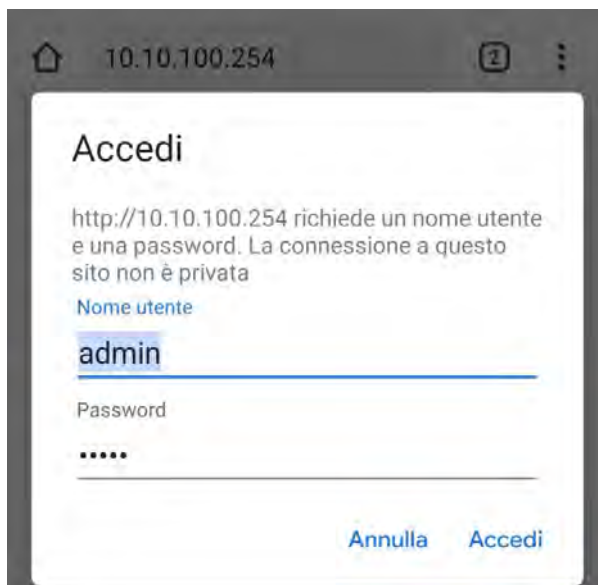 10.10.100.254
2
Accedi
http://10.10.100.254 richiede un nome utente
e una password. La connessione a questo
sito non è privata
Nome utente
admin
Password
•••••
Annulla Accedi